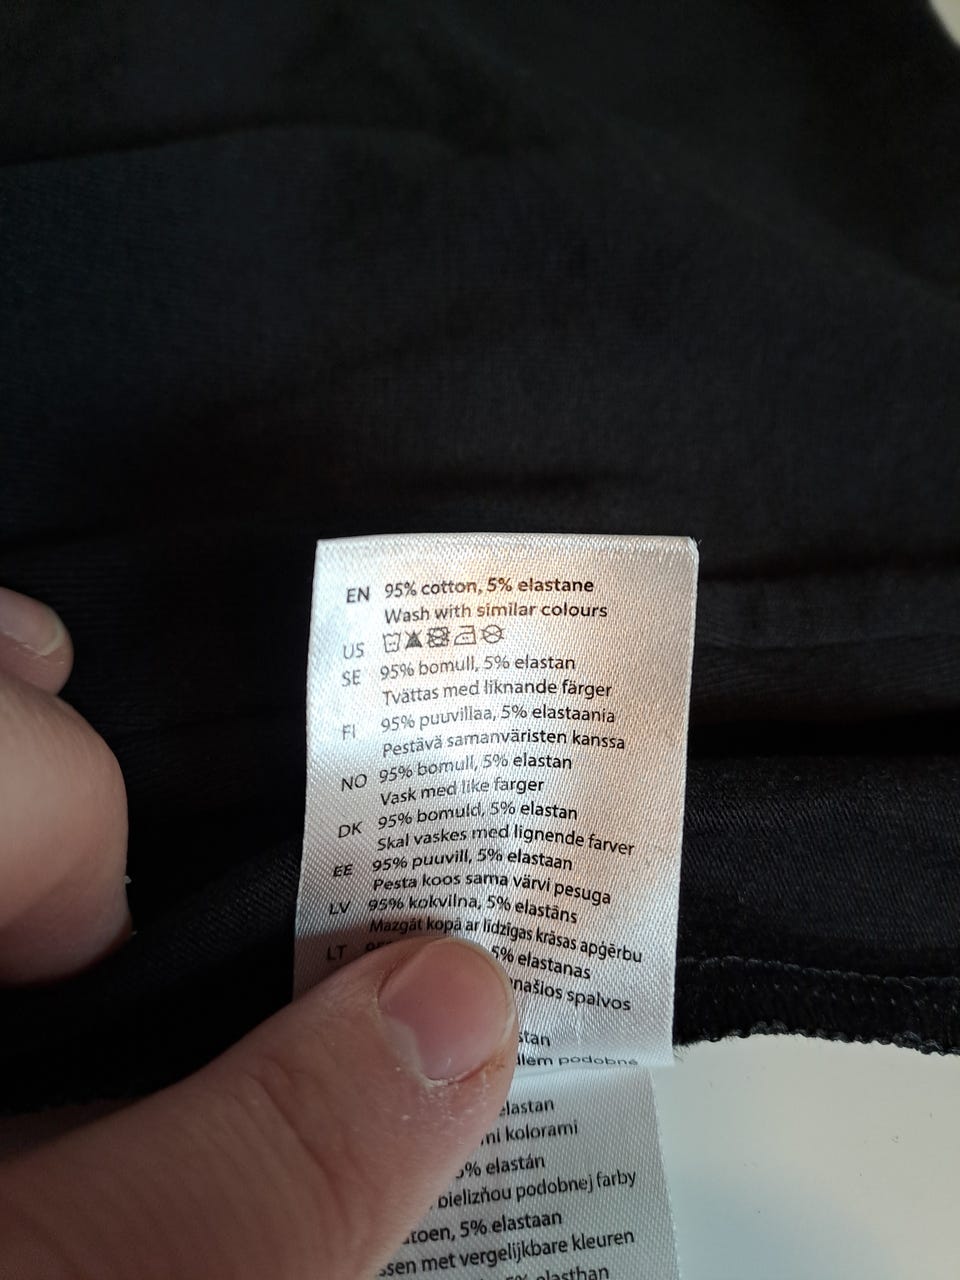 EN 95% cotton, 5% elastane
Wash with similar colours
US
SE 95% bomull, 5% elastan
Tvättas med liknande färger
FI 95% puuvillaa, 5% elastaania
Pestävä samanväristen kanssa
NO 95% bomull, 5% elastan
Vask med like farger
DK 95% bomuld, 5% elastan
Skal vaskes med lignende farver
EE 95% puuvill, 5% elastaan
Pesta koos sama värvi pesuga
LV 95% kokvilna, 5% elastāns
Mazgāt kopā ar līdzīgas krāsas apģērbu
LT 5% elastanas
spalvos
podobne
kolorami
5% elastán
bielizňou podobnej farby
5% elastaan
met vergelijkbare kleuren